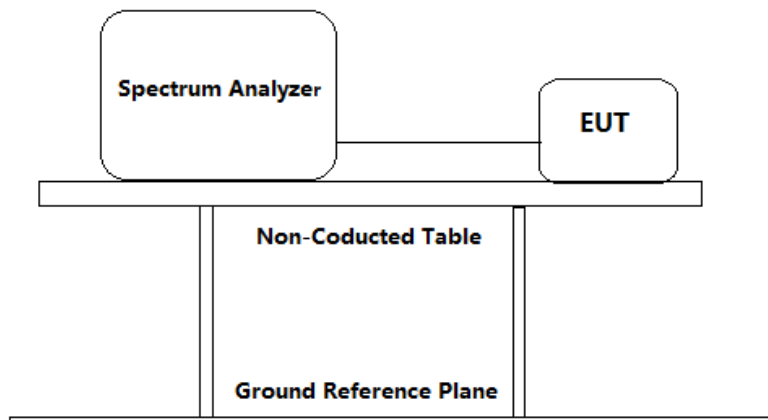 Spectrum Analyzer
EUT
Non-Coducted Table
Ground Reference Plane